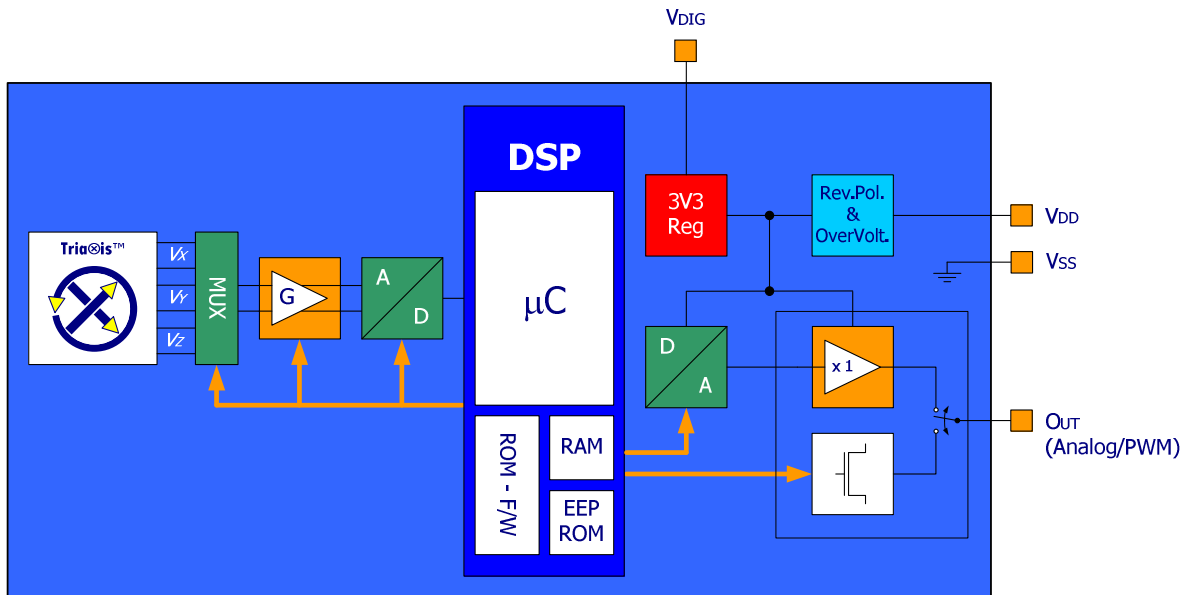 VDIG
DSP
3V3
Reg
Rev.Pol.
&
OverVolt.
VDD
VSS
Tria⊗is™
VX
VY
VZ
MUX
G
A
D
μC
D
A
x 1
OUT
(Analog/PWM)
ROM - F/W
RAM
EEP
ROM